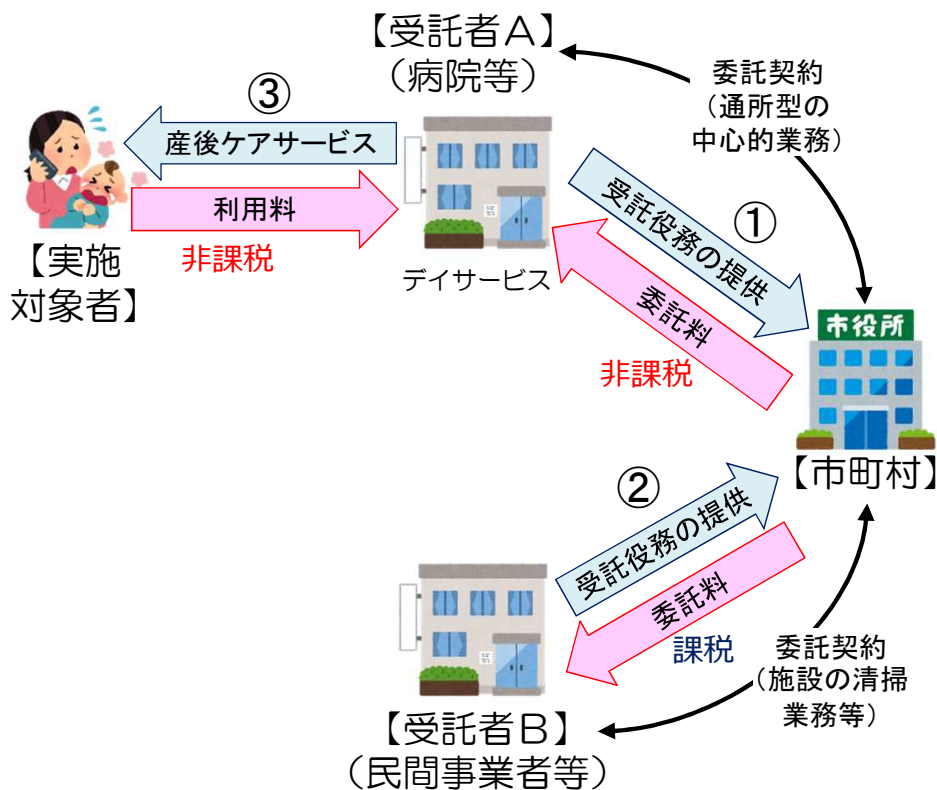 【受託者A】
(病院等)
委託契約
(通所型の
中心的業務)
③
産後ケアサービス
利用料
非課税
【実施
対象者】
デイサービス
①
受託役務の提供
委託料
非課税
市役所
【市町村】
②
受託役務の提供
委託料
課税
委託契約
(施設の清掃
業務等)
【受託者B】
(民間事業者等)